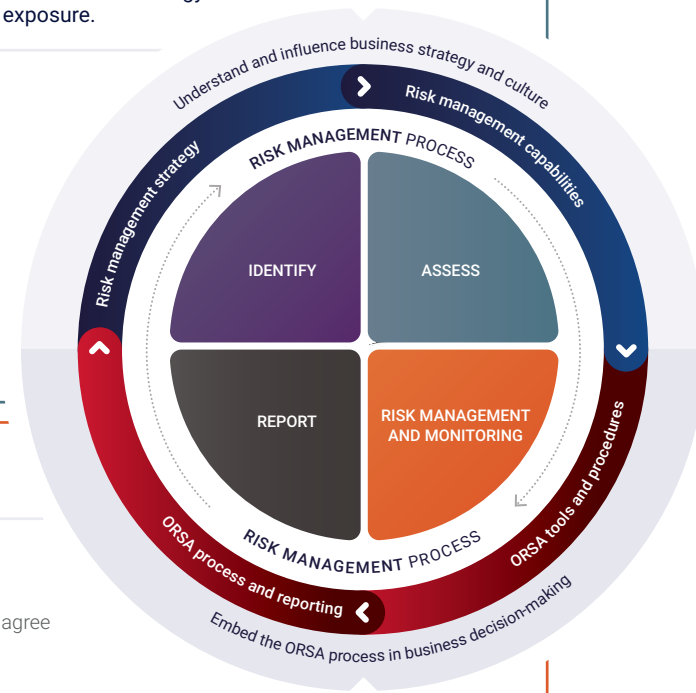 exposure.
Understand and influence business strategy and culture
Risk management strategy
Risk management capabilities
RISK MANAGEMENT PROCESS
IDENTIFY
ASSESS
REPORT
RISK MANAGEMENT
AND MONITORING
ORSA tools and procedures
ORSA process and reporting
RISK MANAGEMENT PROCESS
Embed the ORSA process in business decision-making
agree